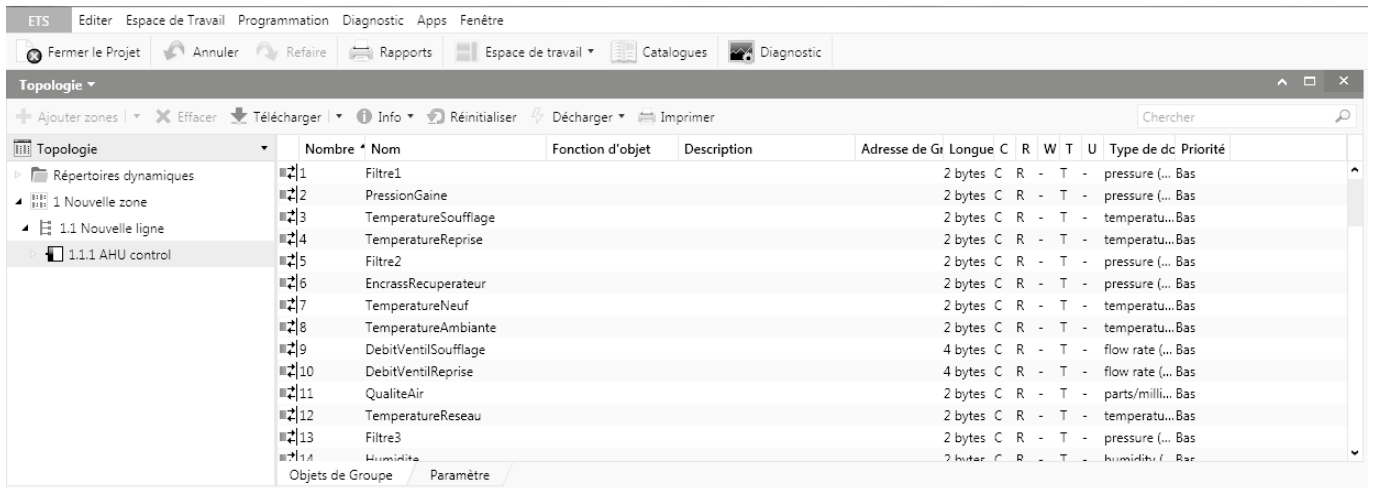 ETS Editer Espace de Travail Programmation Diagnostic Apps Fenêtre
Fermer le Projet Annuler Refaire Rapports Espace de travail Catalogues Diagnostic
Topologie
Ajouter zones Effacer Télécharger Info Réinitialiser Décharger Imprimer Chercher
Topologie Nombre Nom Fonction d'objet Description Adresse de Gr Longue C R W T U Type de dc Priorité
Répertoires dynamiques 1 Filtre1 2 bytes C R - T - pressure (... Bas
2 PressionGaine 2 bytes C R - T - pressure (... Bas
1 Nouvelle zone
3 TemperatureSoufflage 2 bytes C R - T - temperatu... Bas
1.1 Nouvelle ligne
4 TemperatureReprise 2 bytes C R - T - temperatu... Bas
1.1.1 AHU control
5 Filtre2 2 bytes C R - T - pressure (... Bas
6 EncrassRecuperateur 2 bytes C R - T - pressure (... Bas
7 TemperatureNeuf 2 bytes C R - T - temperatu... Bas
8 TemperatureAmbiante 2 bytes C R - T - temperatu... Bas
9 DebitVentilSoufflage 4 bytes C R - T - flow rate (... Bas
10 DebitVentilReprise 4 bytes C R - T - flow rate (... Bas
11 QualiteAir 2 bytes C R - T - parts/milli... Bas
12 TemperatureReseau 2 bytes C R - T - temperatu... Bas
13 Filtre3 2 bytes C R - T - pressure (... Bas
14 Humidite 2 bytes C R - T - humidity (... Bas
Objets de Groupe Paramètre